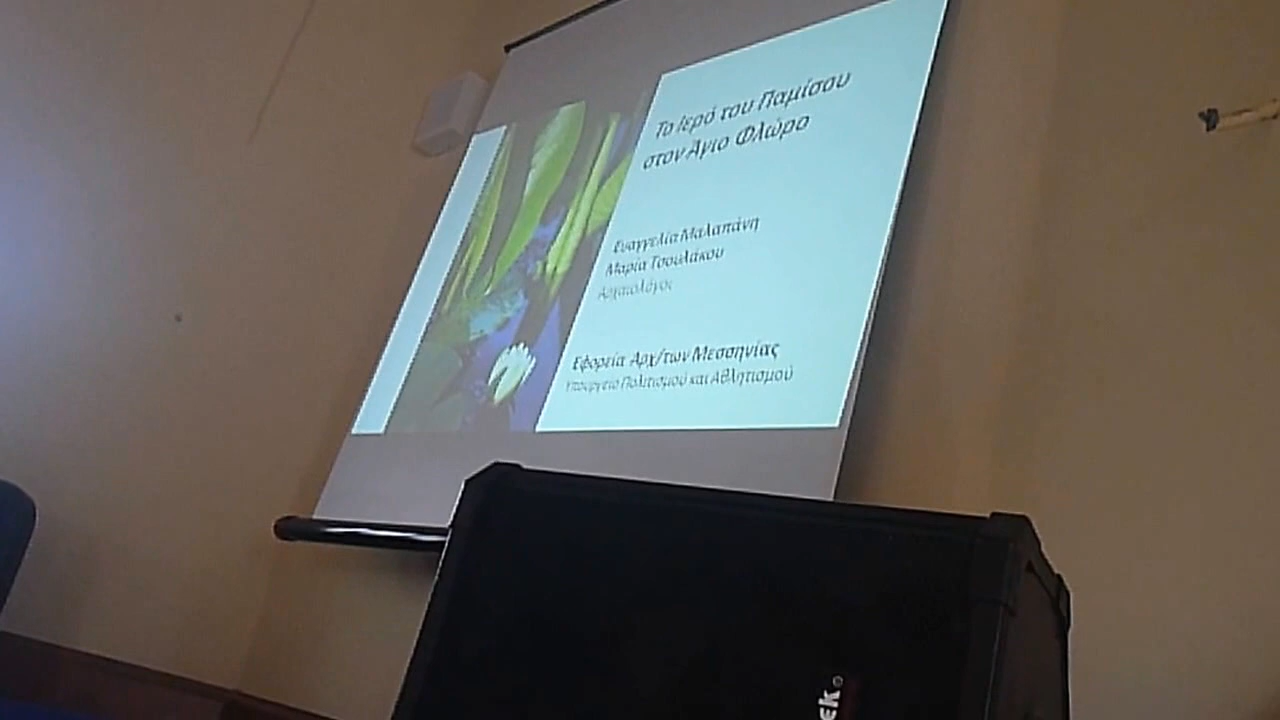 Το Ιερό του Παμίσου
στον Άγιο Φλώρο
Ευαγγελία Μαλαπάνη
Μαρία Τσουλάκου
Αρχαιολόγοι
Εφορεία Αρχ/των Μεσσηνίας
Υπουργείο Πολιτισμού και Αθλητισμού
ek